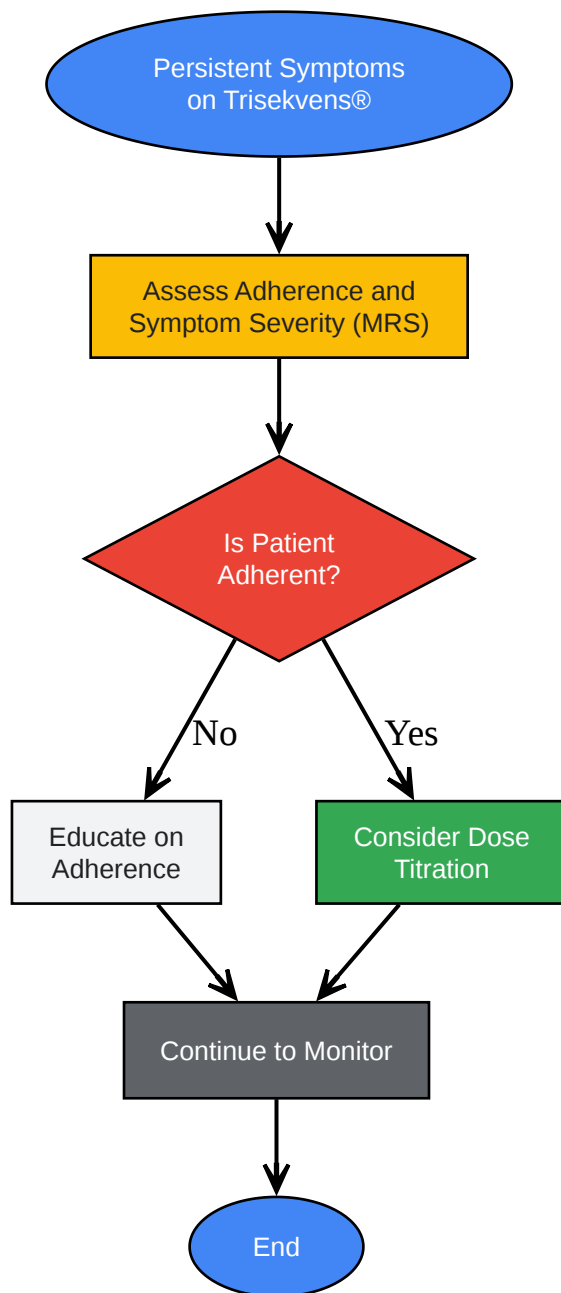 Persistent Symptoms
on Trisekvens®
Assess Adherence and
Symptom Severity (MRS)
Is Patient
Adherent?
No
Yes
Educate on
Adherence
Consider Dose
Titration
Continue to Monitor
End